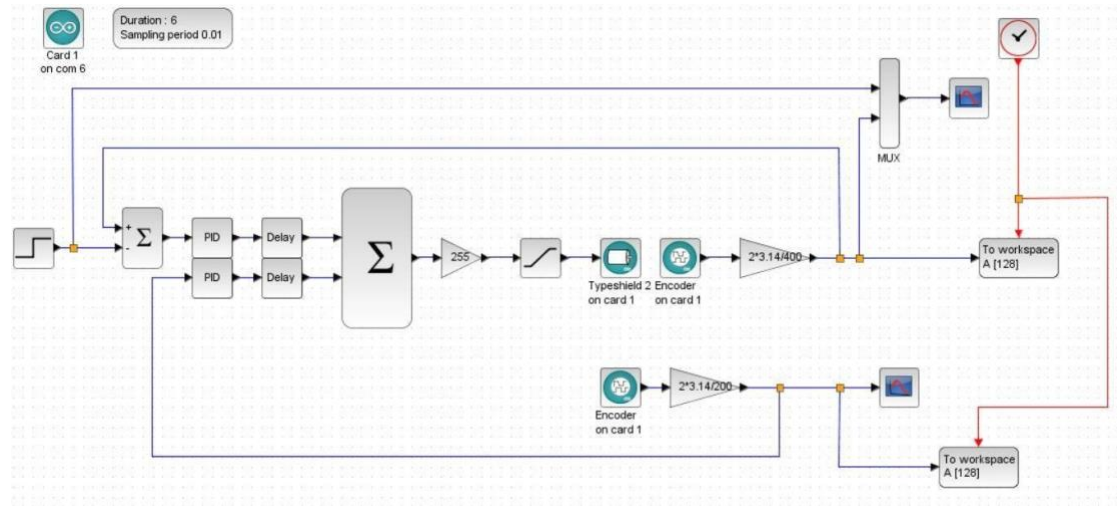 Duration : 6
Sampling period 0.01
Card 1
on com 6
MUX
+
-
Σ
PID
Delay
PID
Delay
Σ
255
Typeshield 2
on card 1
Encoder
on card 1
2*3.14/400
To workspace
A [128]
Encoder
on card 1
2*3.14/200
To workspace
A [128]